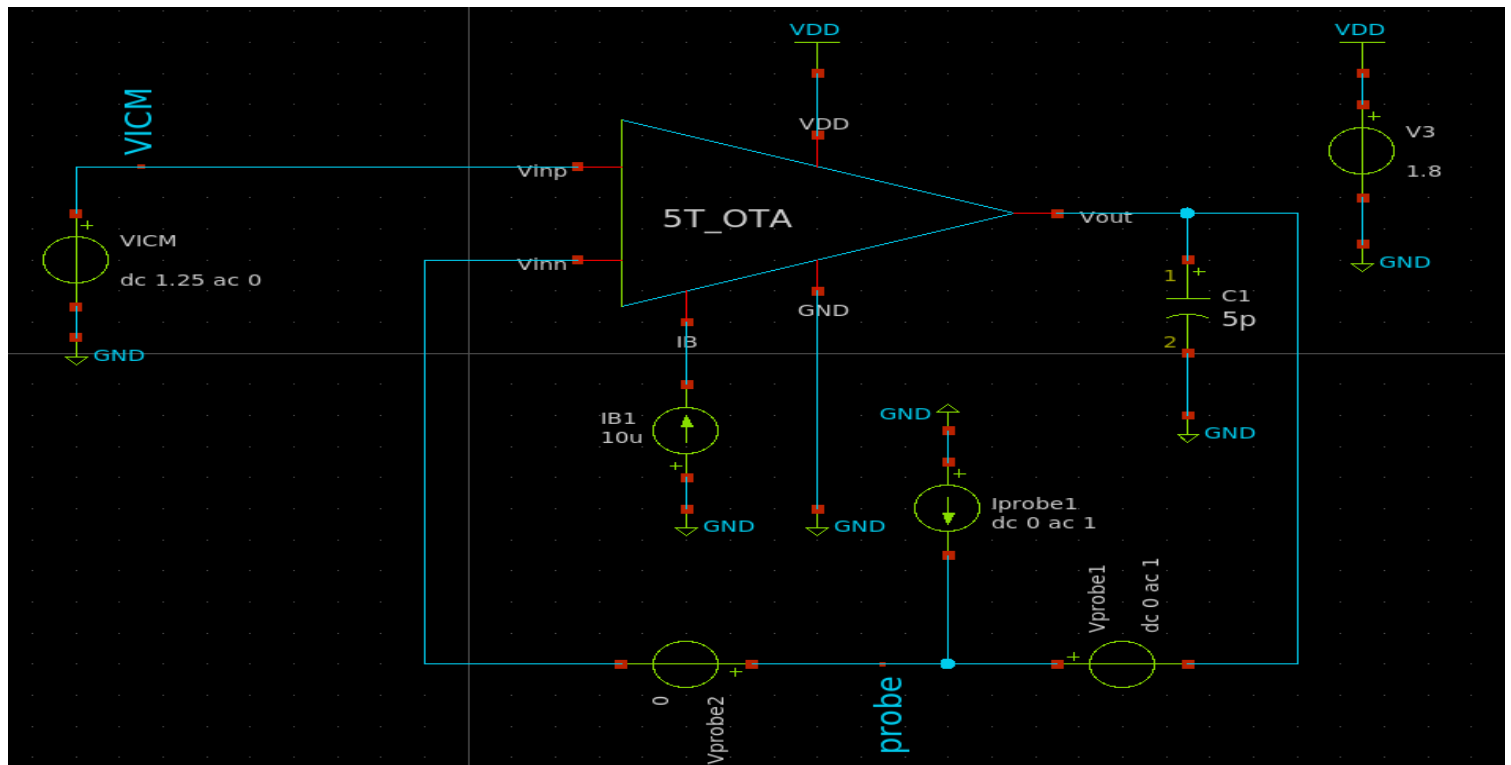 VDD
VDD
VICM
VDD
+
V3
1.8
Vinp
5T_OTA
Vout
+
VICM
dc 1.25 ac 0
Vinn
GND
1
+
C1
5p
2
GND
GND
IB
IB1
10u
+
GND
GND
GND
GND
+
Iprobe1
dc 0 ac 1
Vprobe1
dc 0 ac 1
+
+
0
Vprobe2
probe